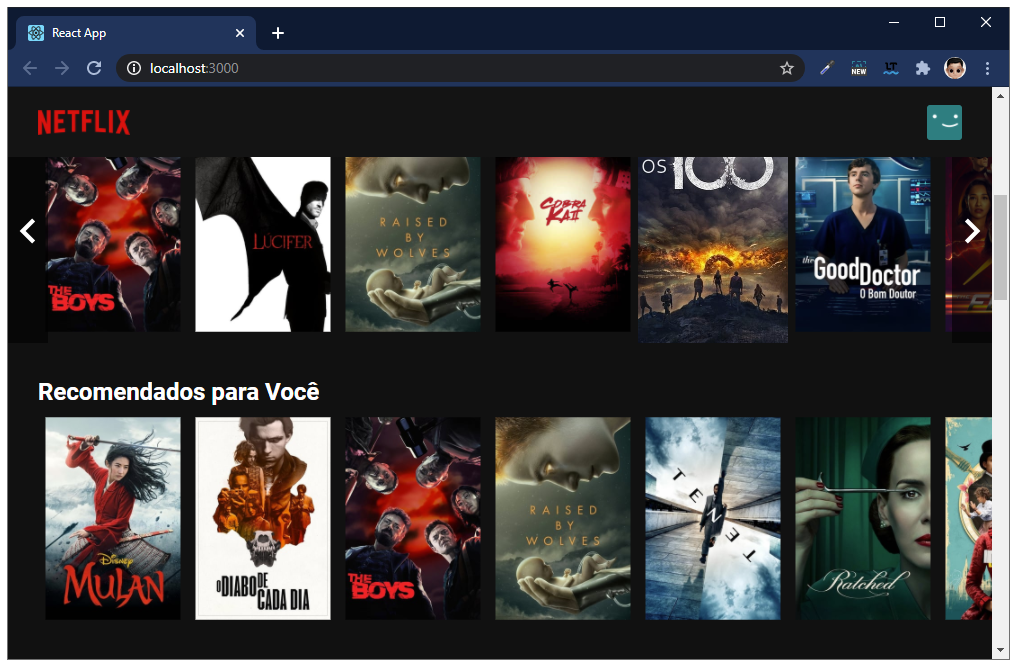 React App
localhost:3000
NEW
LT
NETFLIX
THE
BOYS
LUCIFER
RAISED
BY
WOLVES
COBRA
KAI
OS 100
the
Good Doctor
O Bom Doutor
Recomendados para Você
Disney
MULAN
O DIABO DE
CADA DIA
THE
BOYS
RAISED
BY
WOLVES
TENET
Ratched